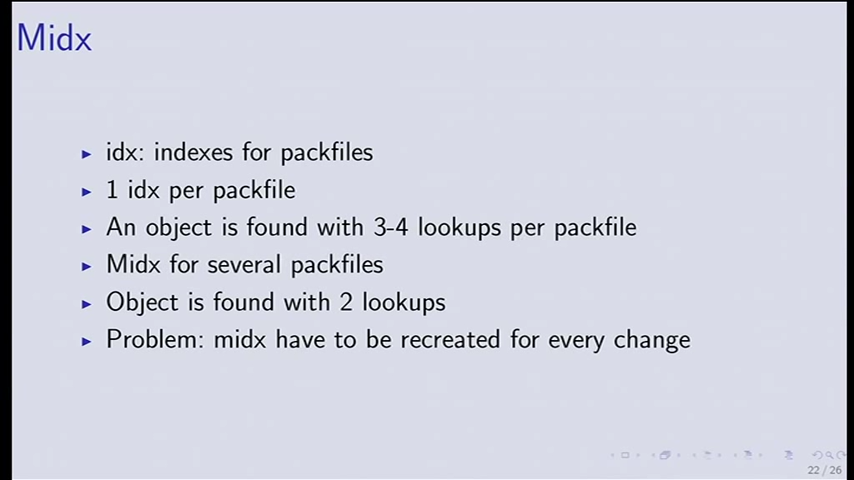 Midx
idx: indexes for packfiles
1 idx per packfile
An object is found with 3-4 lookups per packfile
Midx for several packfiles
Object is found with 2 lookups
Problem: midx have to be recreated for every change
22 / 26